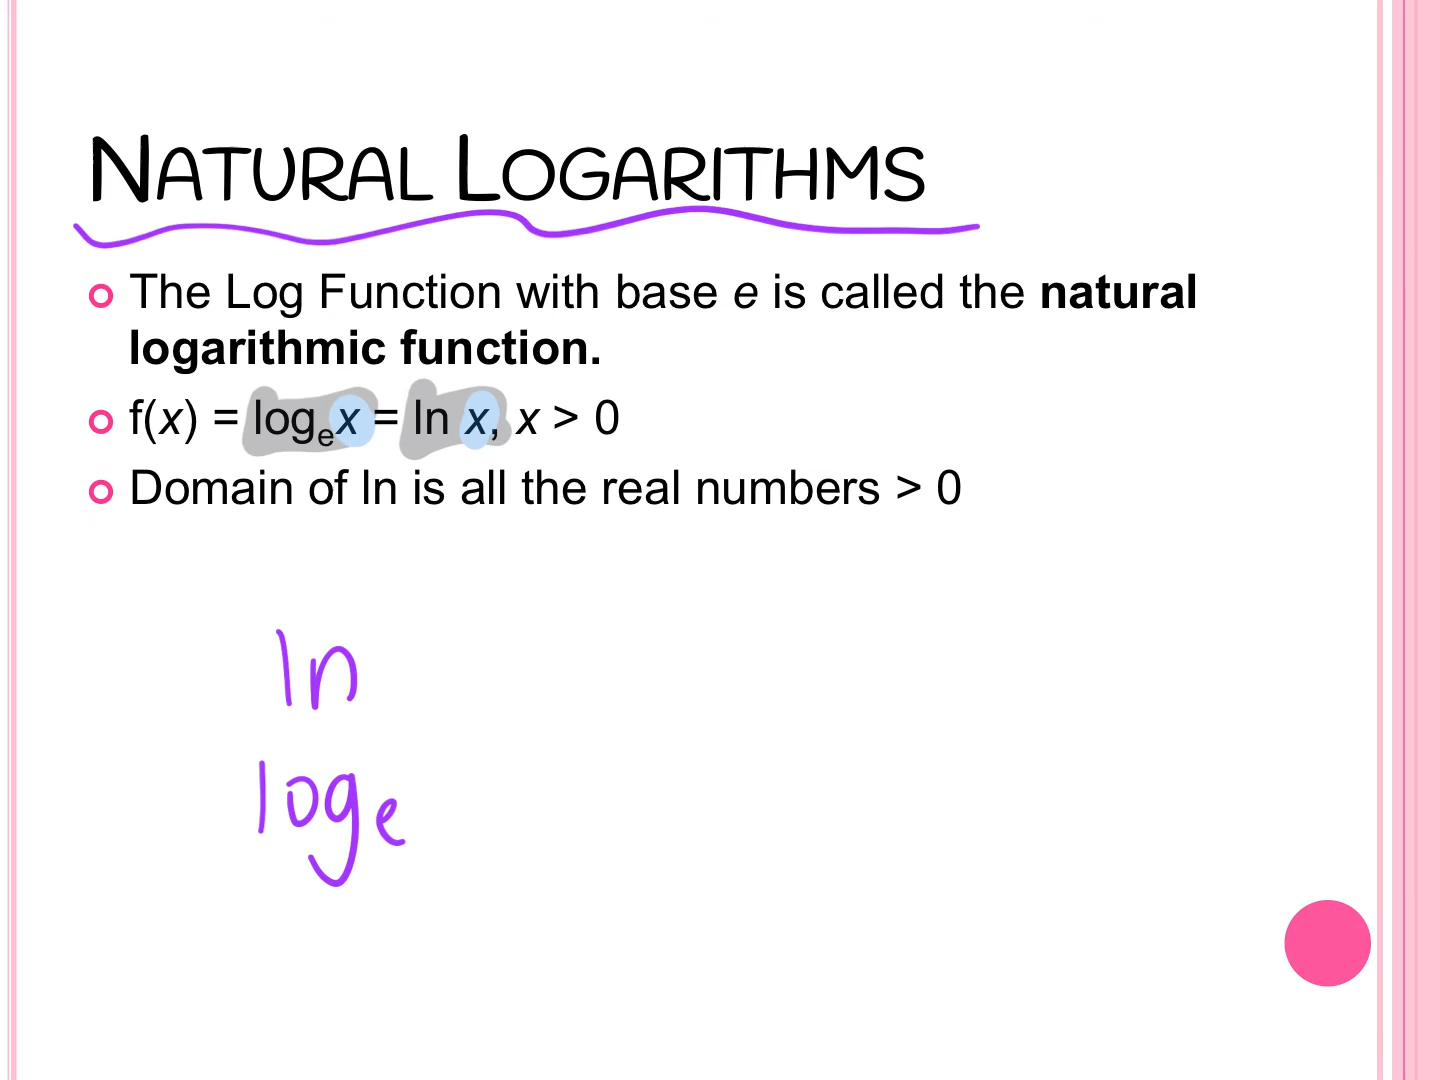 NATURAL LOGARITHMS
The Log Function with base e is called the natural
logarithmic function.
f(x) = logₑx = ln x, x > 0
Domain of ln is all the real numbers > 0
ln
logₑ